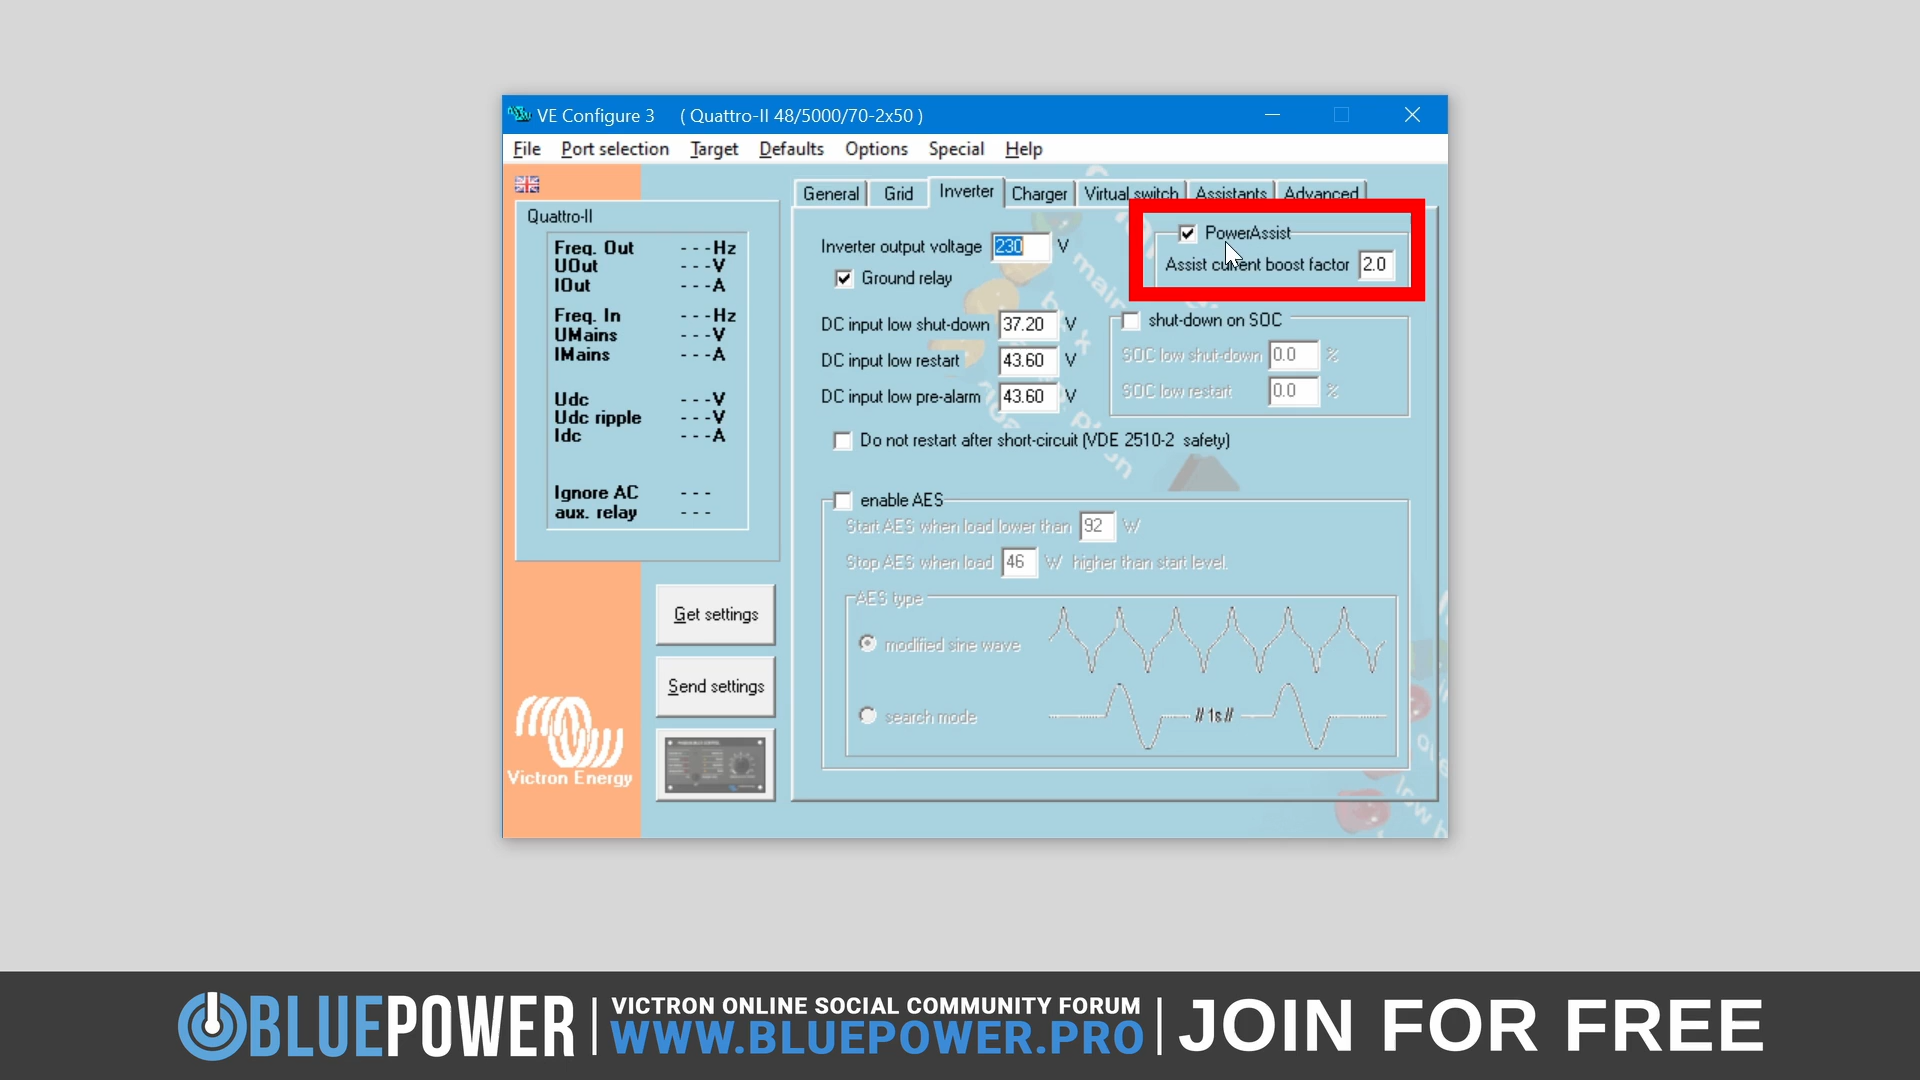 VE Configure 3 ( Quattro-II 48/5000/70-2x50 )
File Port selection Target Defaults Options Special Help
General Grid Inverter Charger Virtual switch Assistants Advanced
Quattro-II
Freq. Out ---Hz
UOut ---V
IOut ---A
Freq. In ---Hz
UMains ---V
IMains ---A
Udc ---V
Udc ripple ---V
Idc ---A
Ignore AC ---
aux. relay ---
Get settings
Send settings
Victron Energy
Inverter output voltage 230 V
Ground relay
PowerAssist
Assist current boost factor 2.0
DC input low shut-down 37.20 V
DC input low restart 43.60 V
DC input low pre-alarm 43.60 V
shut-down on SOC
SOC low shut-down 0.0 %
SOC low restart 0.0 %
Do not restart after short-circuit (VDE 2510-2 safety)
enable AES
Start AES when load lower than 92 W
Stop AES when load 46 W higher than start level.
AES type
modified sine wave
search mode
// 1s //
BLUEPOWER
VICTRON ONLINE SOCIAL COMMUNITY FORUM
WWW.BLUEPOWER.PRO
JOIN FOR FREE